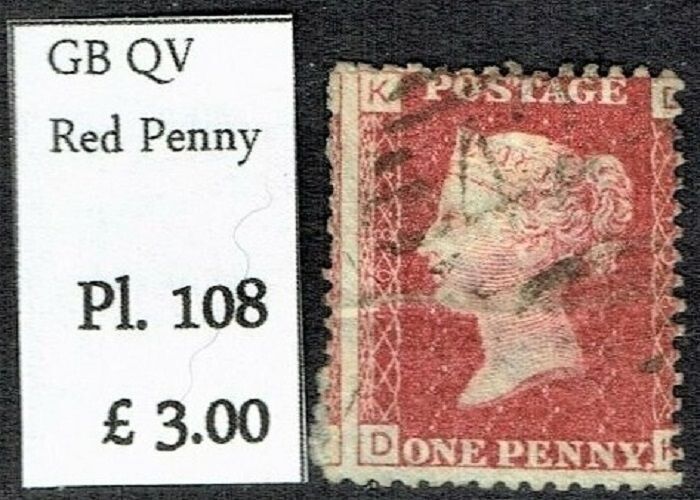 GB QV
Red Penny
Pl. 108
£ 3.00
K POSTAGE D
D ONE PENNY. K